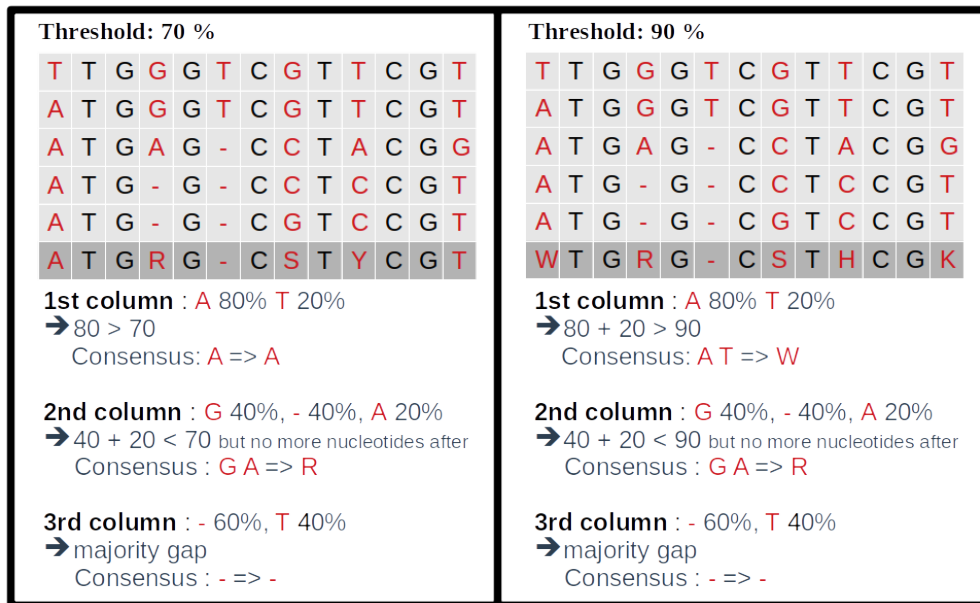 Threshold: 70 %
T T G G G T C G T T C G T
A T G G G T C G T T C G T
A T G A G - C C T A C G G
A T G - G - C C T C C G T
A T G - G - C G T C C G T
A T G R G - C S T Y C G T
1st column : A 80% T 20%
➔ 80 > 70
Consensus: A => A
2nd column : G 40%, - 40%, A 20%
➔ 40 + 20 < 70 but no more nucleotides after
Consensus : G A => R
3rd column : - 60%, T 40%
➔ majority gap
Consensus : - => -
Threshold: 90 %
T T G G G T C G T T C G T
A T G G G T C G T T C G T
A T G A G - C C T A C G G
A T G - G - C C T C C G T
A T G - G - C G T C C G T
W T G R G - C S T H C G K
1st column : A 80% T 20%
➔ 80 + 20 > 90
Consensus: A T => W
2nd column : G 40%, - 40%, A 20%
➔ 40 + 20 < 90 but no more nucleotides after
Consensus : G A => R
3rd column : - 60%, T 40%
➔ majority gap
Consensus : - => -